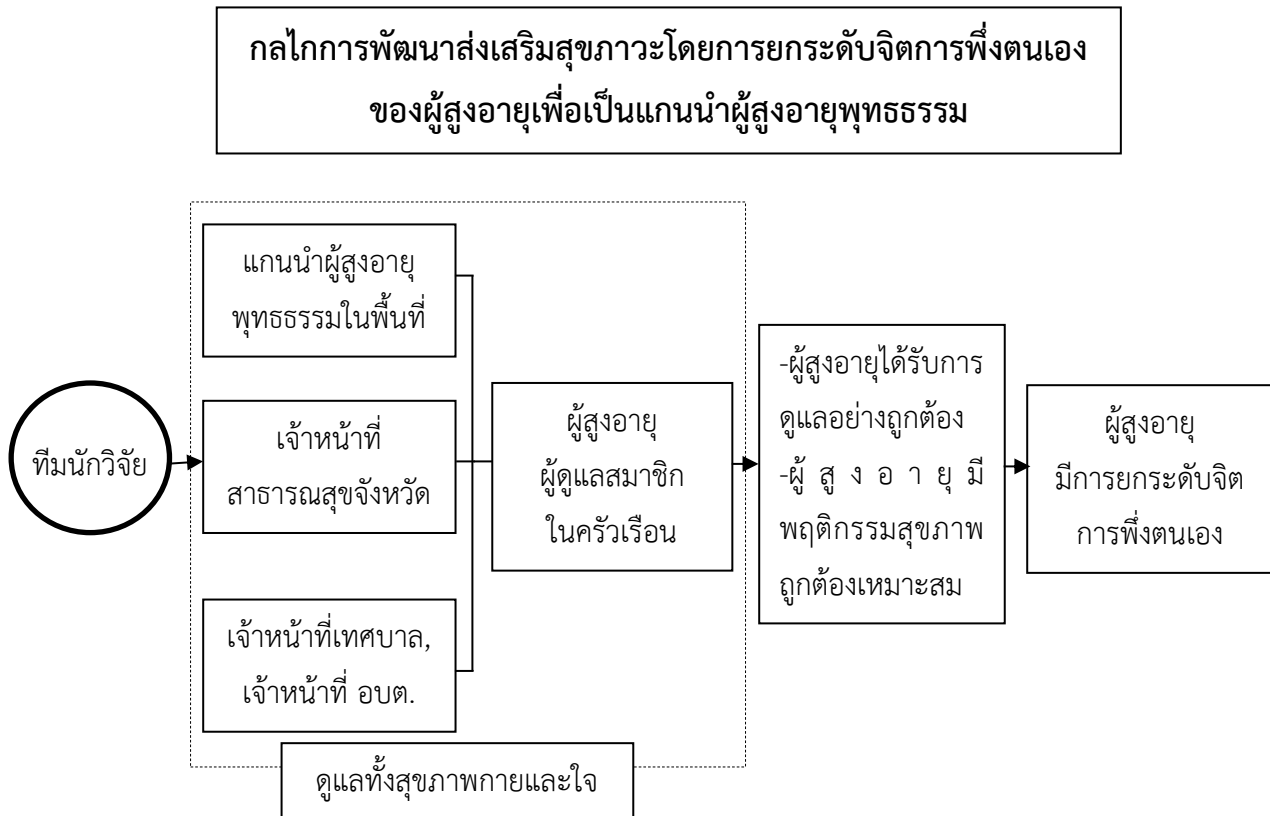 กลไกการพัฒนาส่งเสริมสุขภาวะโดยการยกระดับจิตการพึ่งตนเอง
ของผู้สูงอายุเพื่อเป็นแกนนำผู้สูงอายุพุทธธรรม
ทีมนักวิจัย
แกนนำผู้สูงอายุ
พุทธธรรมในพื้นที่
เจ้าหน้าที่
สาธารณสุขจังหวัด
เจ้าหน้าที่เทศบาล,
เจ้าหน้าที่ อบต.
ผู้สูงอายุ
ผู้ดูแลสมาชิก
ในครัวเรือน
-ผู้สูงอายุได้รับการ
ดูแลอย่างถูกต้อง
-ผู้ สู ง อ า ยุ มี
พฤติกรรมสุขภาพ
ถูกต้องเหมาะสม
ผู้สูงอายุ
มีการยกระดับจิต
การพึ่งตนเอง
ดูแลทั้งสุขภาพกายและใจ